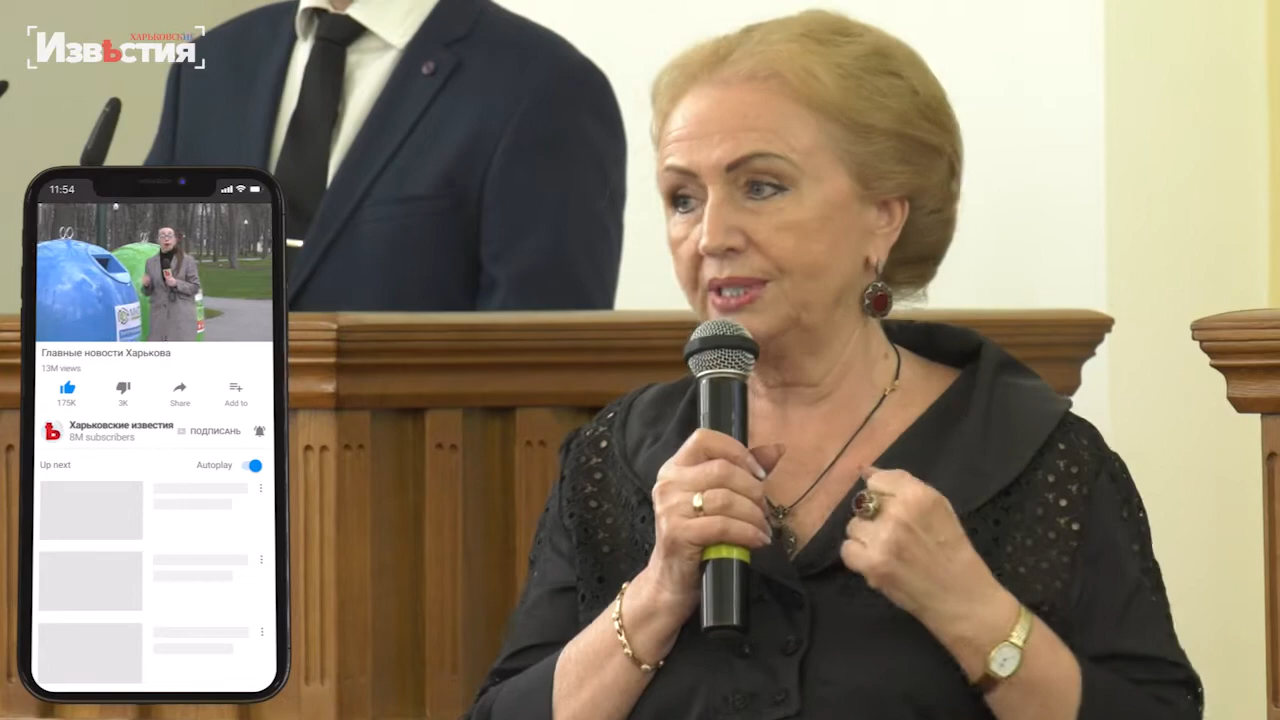 ХАРЬКОВСКИЕ
ИзвѣстиЯ
11:54
Главные новости Харькова
13M views
175K
3K
Share
Add to
Харьковские известия
8M subscribers
ПОДПИСАНЬ
Up next
Autoplay